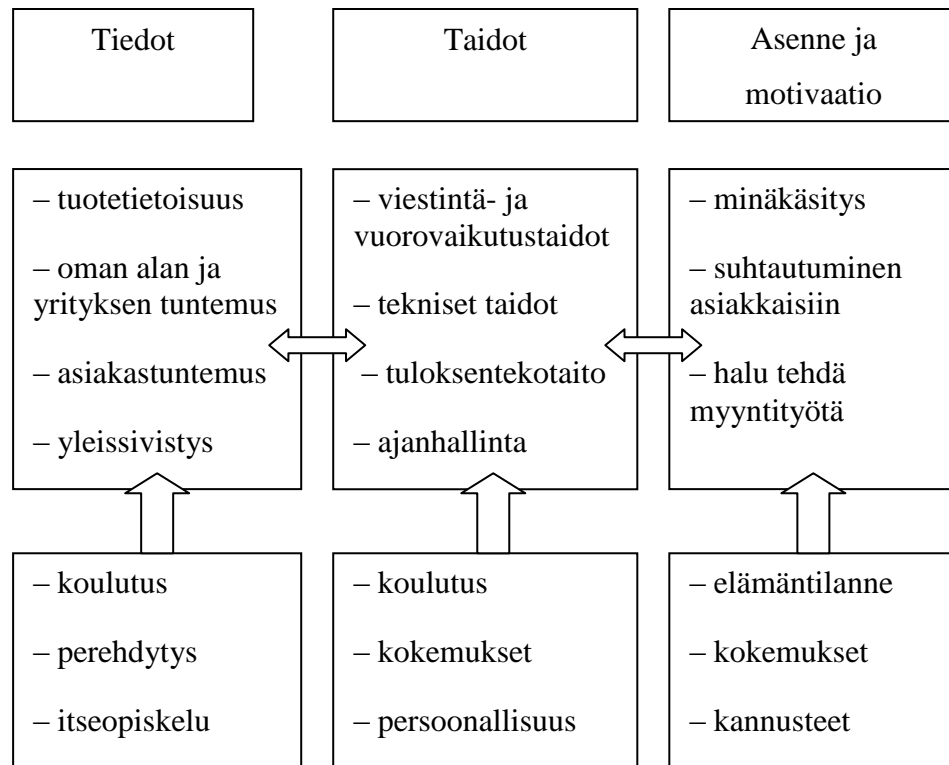 Tiedot
Taidot
Asenne ja
motivaatio
– tuotetietoisuus
– oman alan ja
yrityksen tuntemus
– asiakastuntemus
– yleissivistys
– viestintä- ja
vuorovaikutustaidot
– tekniset taidot
– tuloksentekotaito
– ajanhallinta
– minäkäsitys
– suhtautuminen
asiakkaisiin
– halu tehdä
myyntityötä
– koulutus
– perehdytys
– itseopiskelu
– koulutus
– kokemukset
– persoonallisuus
– elämäntilanne
– kokemukset
– kannusteet